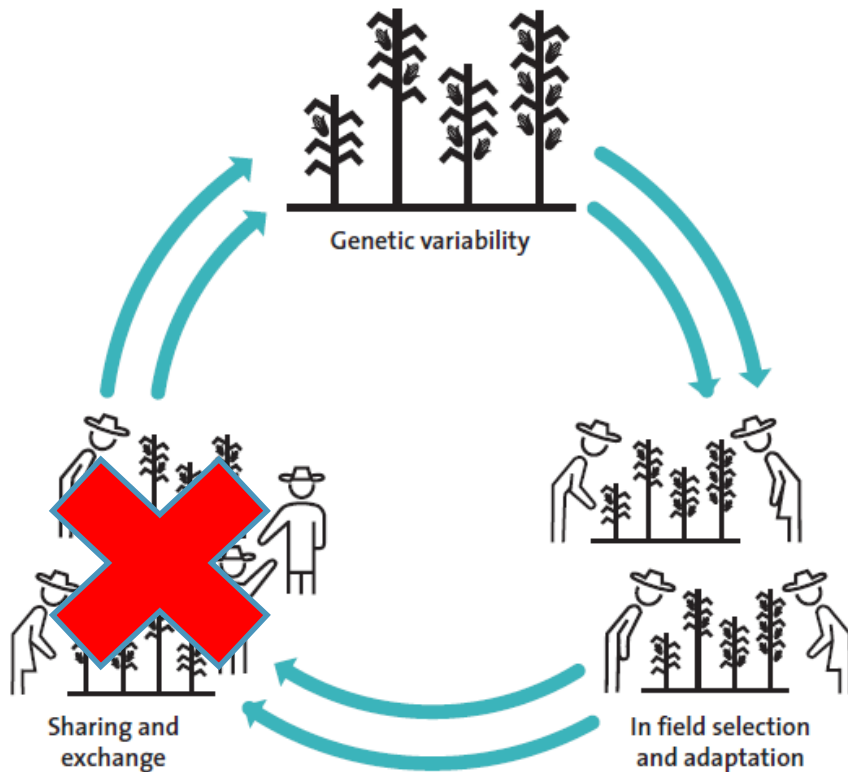 Genetic variability
Sharing and
exchange
In field selection
and adaptation